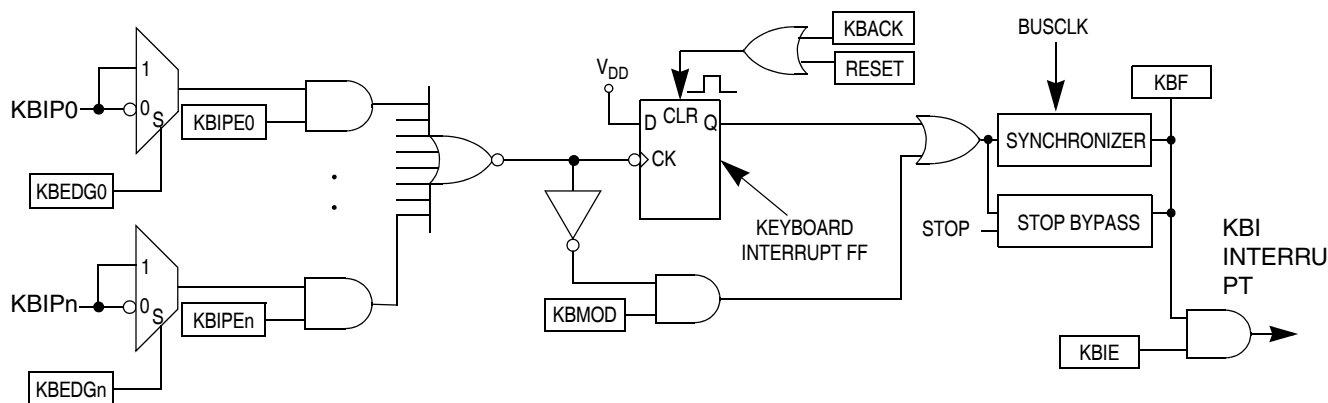 KBIP0
1
0
S
KBIPE0
KBEDG0
KBIPn
1
0
S
KBIPEn
KBEDGn
VDD
D
CLR
Q
CK
KBACK
RESET
KEYBOARD
INTERRUPT FF
KBMOD
BUSCLK
SYNCHRONIZER
STOP
STOP BYPASS
KBF
KBIE
KBI
INTERRU
PT